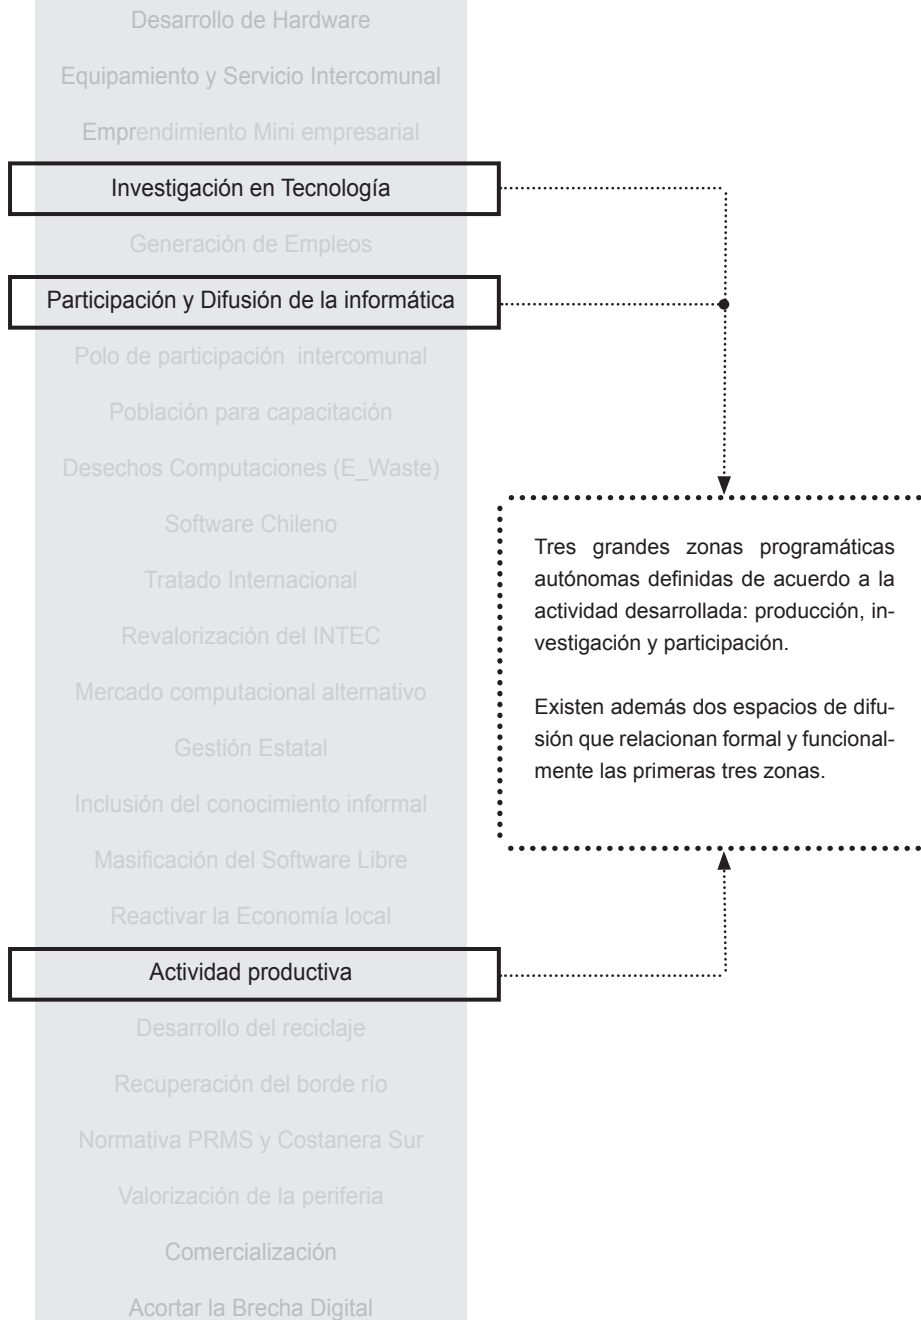 Desarrollo de Hardware
Equipamiento y Servicio Intercomunal
Emprendimiento Mini empresarial
Investigación en Tecnología
Generación de Empleos
Participación y Difusión de la informática
Polo de participación intercomunal
Población para capacitación
Desechos Computaciones (E_Waste)
Software Chileno
Tratado Internacional
Revalorización del INTEC
Mercado computacional alternativo
Gestión Estatal
Inclusión del conocimiento informal
Masificación del Software Libre
Reactivar la Economía local
Actividad productiva
Desarrollo del reciclaje
Recuperación del borde río
Normativa PRMS y Costanera Sur
Valorización de la periferia
Comercialización
Acortar la Brecha Digital
Tres grandes zonas programáticas
autónomas definidas de acuerdo a la
actividad desarrollada: producción, in-
vestigación y participación.
Existen además dos espacios de difu-
sión que relacionan formal y funcional-
mente las primeras tres zonas.